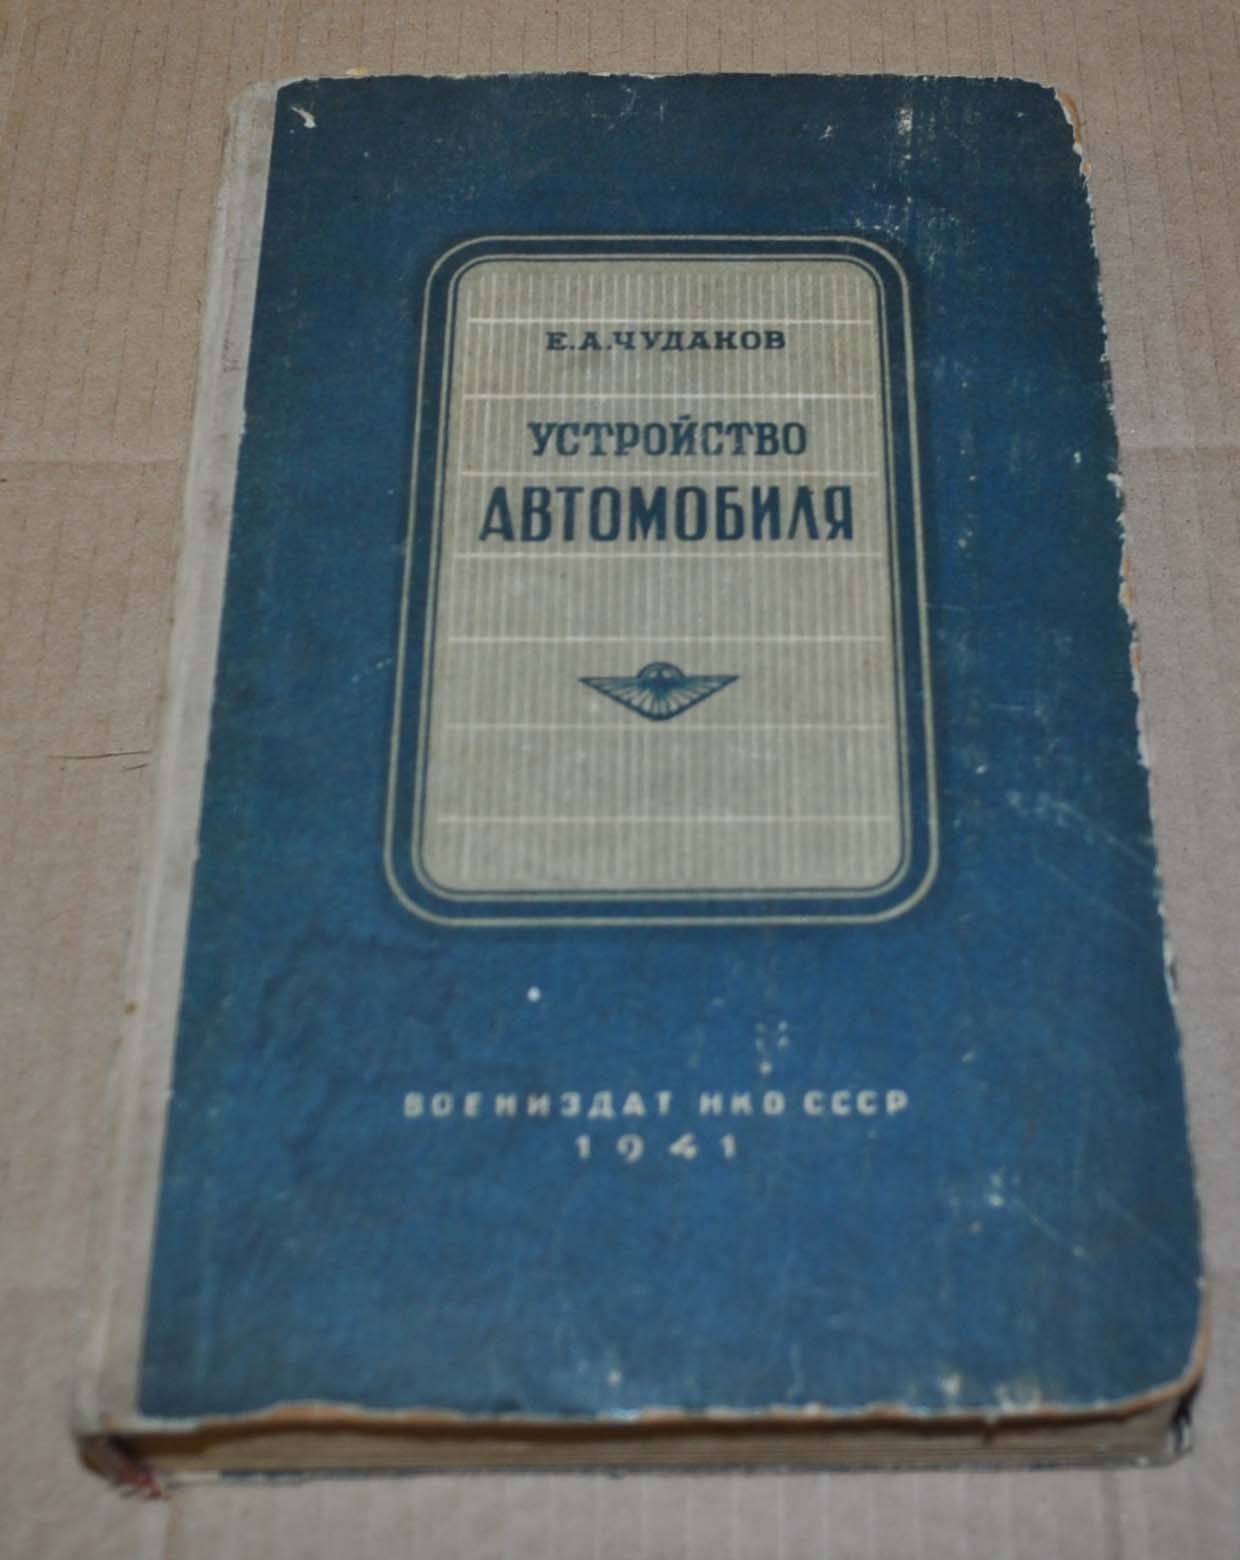 Е.А.ЧУДАКОВ
УСТРОЙСТВО
АВТОМОБИЛЯ
ВОЕНИЗДАТ НКО СССР
1941